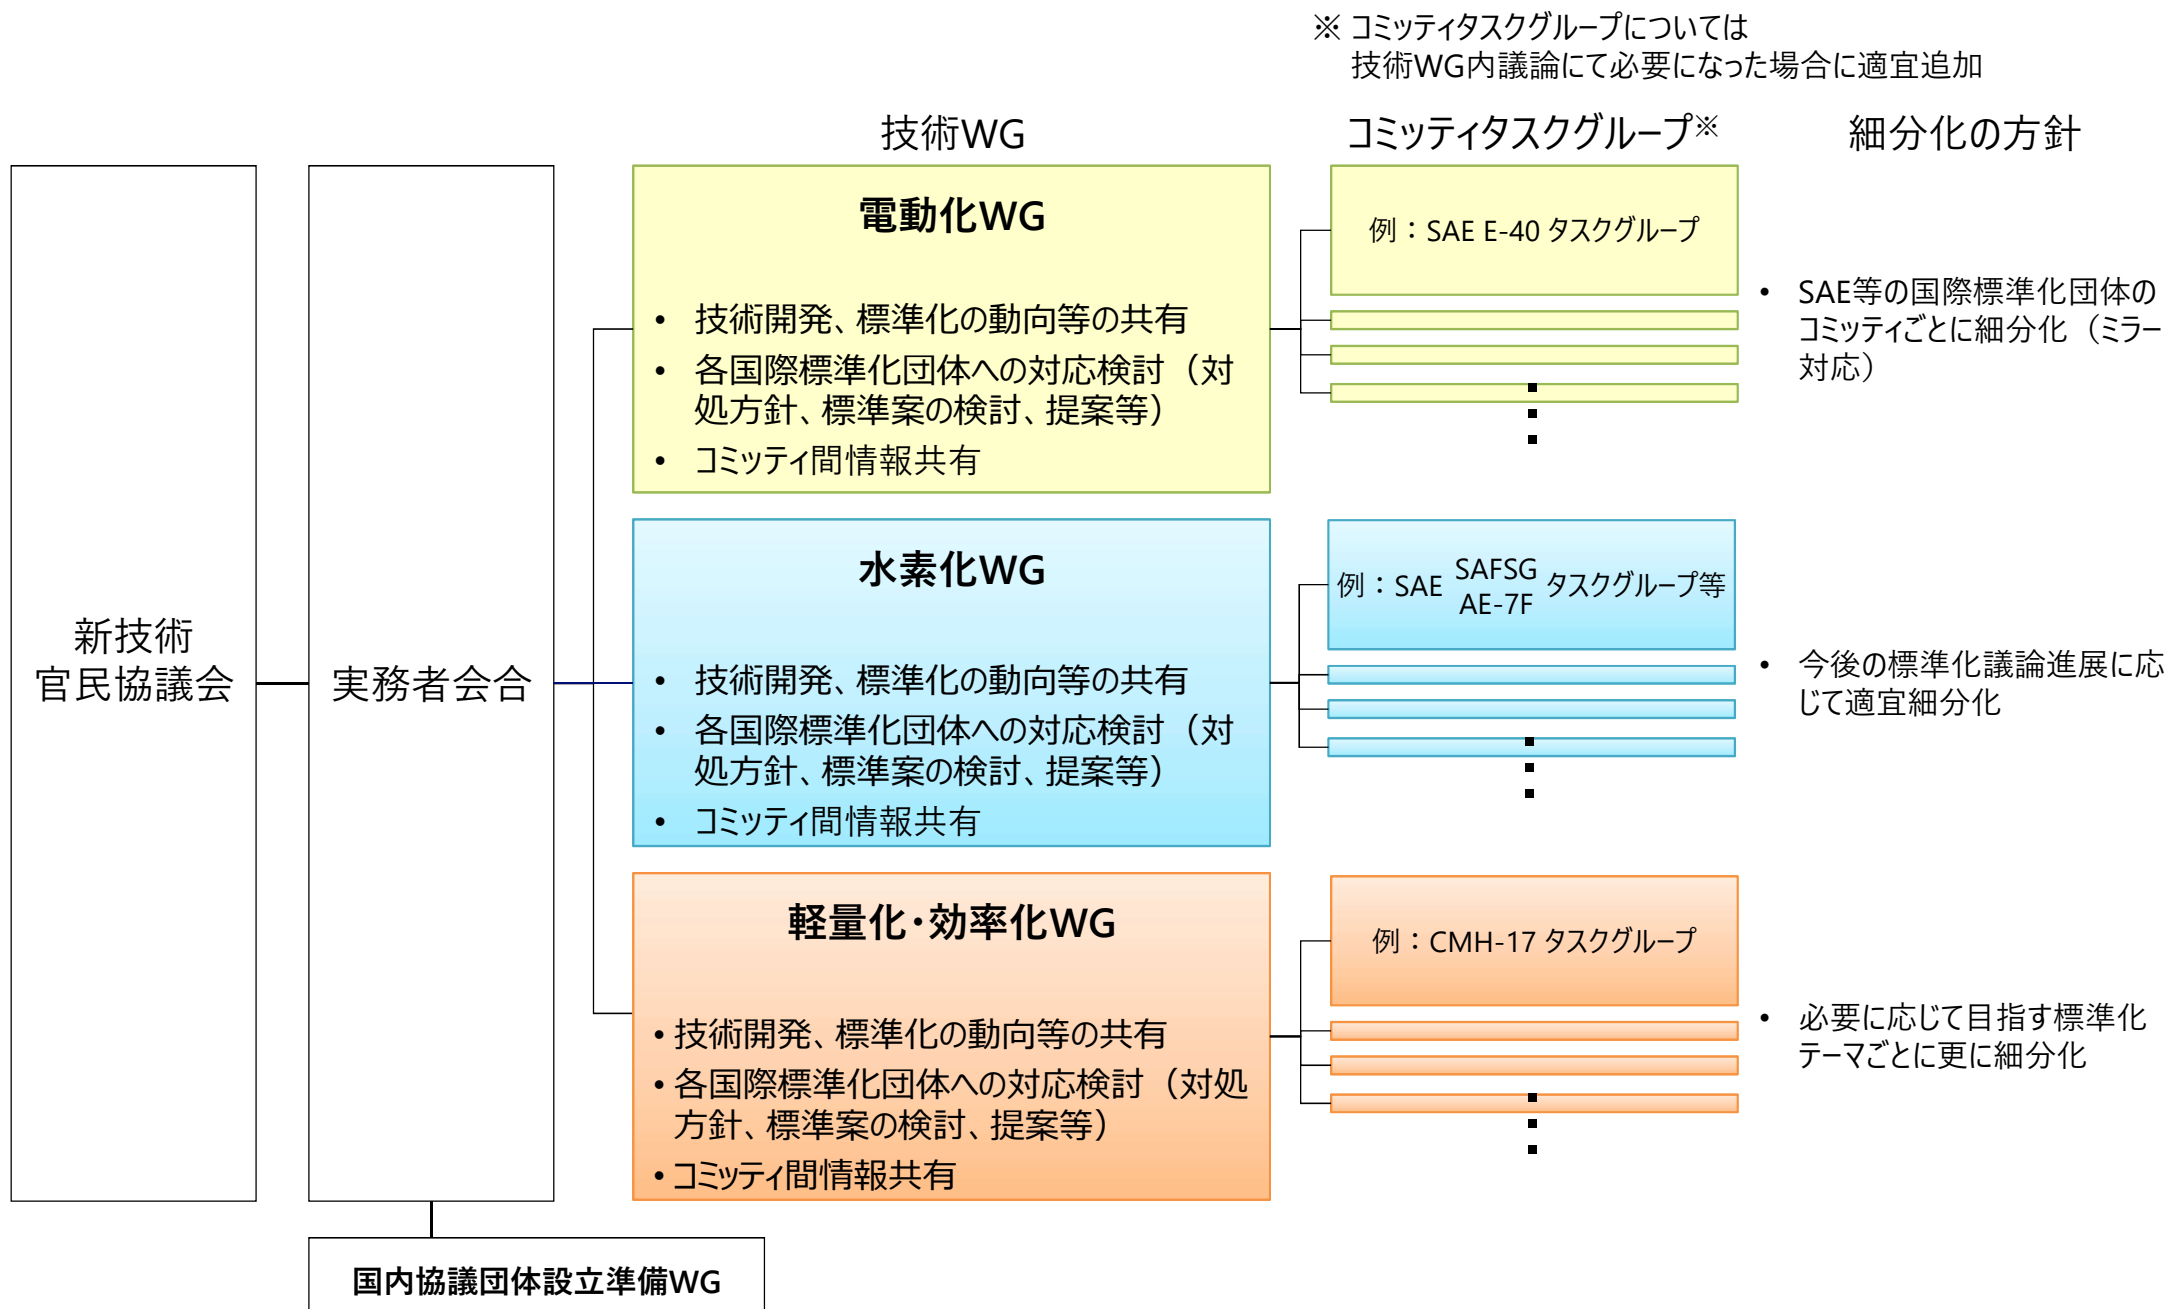 ※ コミッティタスクグループについては
技術WG内議論にて必要になった場合に適宜追加
技術WG
コミッティタスクグループ※
細分化の方針
新技術
官民協議会
実務者会合
電動化WG
• 技術開発、標準化の動向等の共有
• 各国際標準化団体への対応検討（対
処方針、標準案の検討、提案等）
• コミッティ間情報共有
例：SAE E-40 タスクグループ
• SAE等の国際標準化団体の
コミッティごとに細分化（ミラー
対応）
水素化WG
• 技術開発、標準化の動向等の共有
• 各国際標準化団体への対応検討（対
処方針、標準案の検討、提案等）
• コミッティ間情報共有
例：SAE SAFSG AE-7F タスクグループ等
• 今後の標準化議論進展に応
じて適宜細分化
軽量化・効率化WG
• 技術開発、標準化の動向等の共有
• 各国際標準化団体への対応検討（対処
方針、標準案の検討、提案等）
• コミッティ間情報共有
例：CMH-17 タスクグループ
• 必要に応じて目指す標準化
テーマごとに更に細分化
国内協議団体設立準備WG